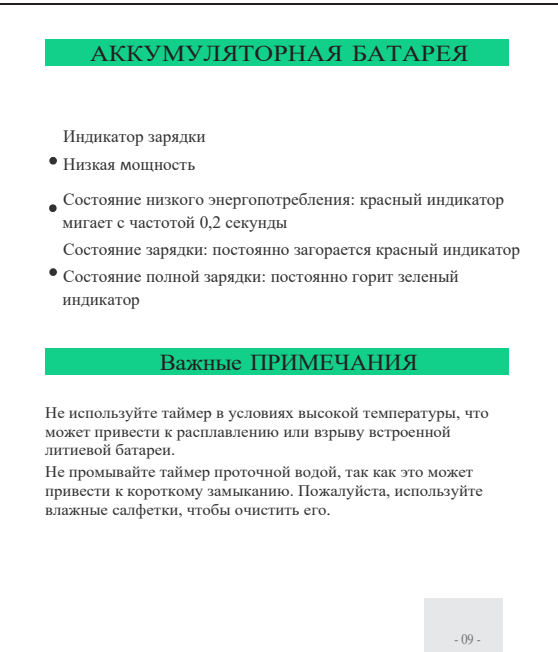 АККУМУЛЯТОРНАЯ БАТАРЕЯ
Индикатор зарядки
● Низкая мощность
● Состояние низкого энергопотребления: красный индикатор
мигает с частотой 0,2 секунды
Состояние зарядки: постоянно загорается красный индикатор
● Состояние полной зарядки: постоянно горит зеленый
индикатор
Важные ПРИМЕЧАНИЯ
Не используйте таймер в условиях высокой температуры, что
может привести к расплавлению или взрыву встроенной
литиевой батареи.
Не промывайте таймер проточной водой, так как это может
привести к короткому замыканию. Пожалуйста, используйте
влажные салфетки, чтобы очистить его.
- 09 -